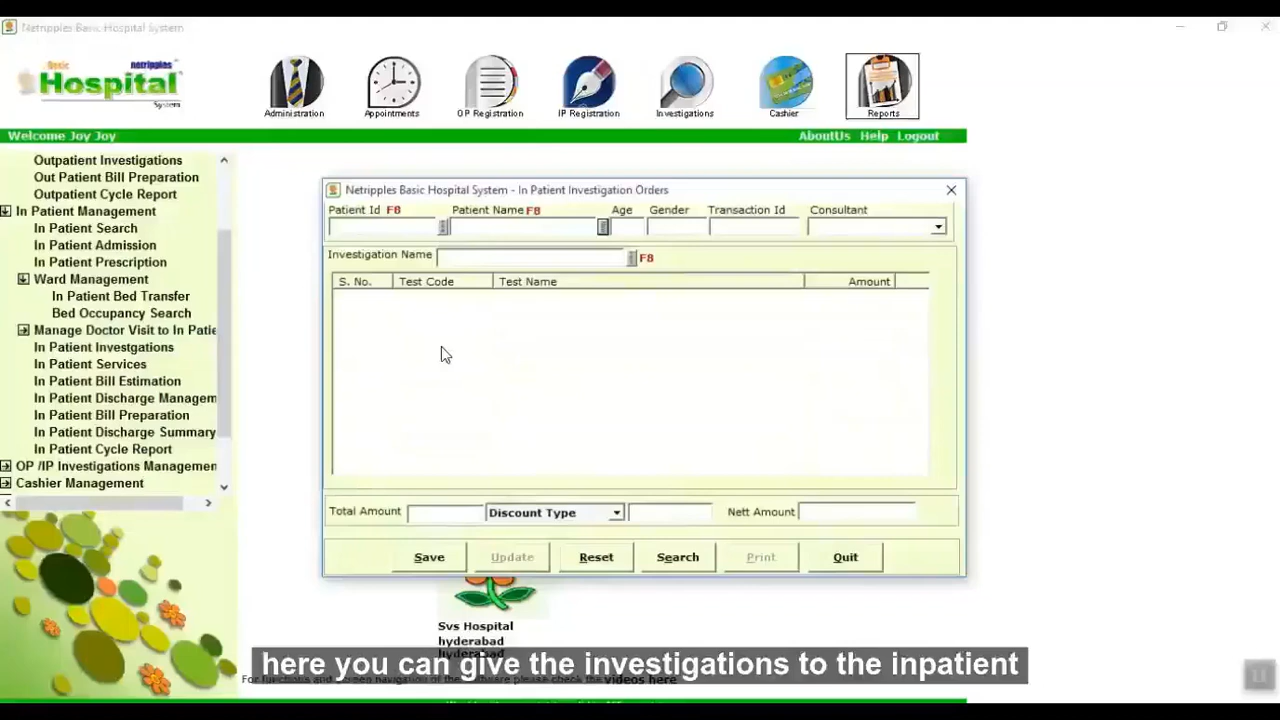 Netripples Basic Hospital System
Basic
netripples
Hospital
System
Administration
Appointments
OP Registration
IP Registration
Investigations
Cashier
Reports
Welcome Joy Joy
AboutUs Help Logout
Outpatient Investigations
Out Patient Bill Preparation
Outpatient Cycle Report
In Patient Management
In Patient Search
In Patient Admission
In Patient Prescription
Ward Management
In Patient Bed Transfer
Bed Occupancy Search
Manage Doctor Visit to In Patie
In Patient Investgations
In Patient Services
In Patient Bill Estimation
In Patient Discharge Managem
In Patient Bill Preparation
In Patient Discharge Summary
In Patient Cycle Report
OP /IP Investigations Managemen
Cashier Management
Netripples Basic Hospital System - In Patient Investigation Orders
Patient Id F8 Patient Name F8 Age Gender Transaction Id Consultant
Investigation Name F8
S. No. Test Code Test Name Amount
Total Amount Discount Type Nett Amount
Save Update Reset Search Print Quit
Svs Hospital
hyderabad
hyderabad
here you can give the investigations to the inpatient
For functions and screen navigation of the software please check the videos here